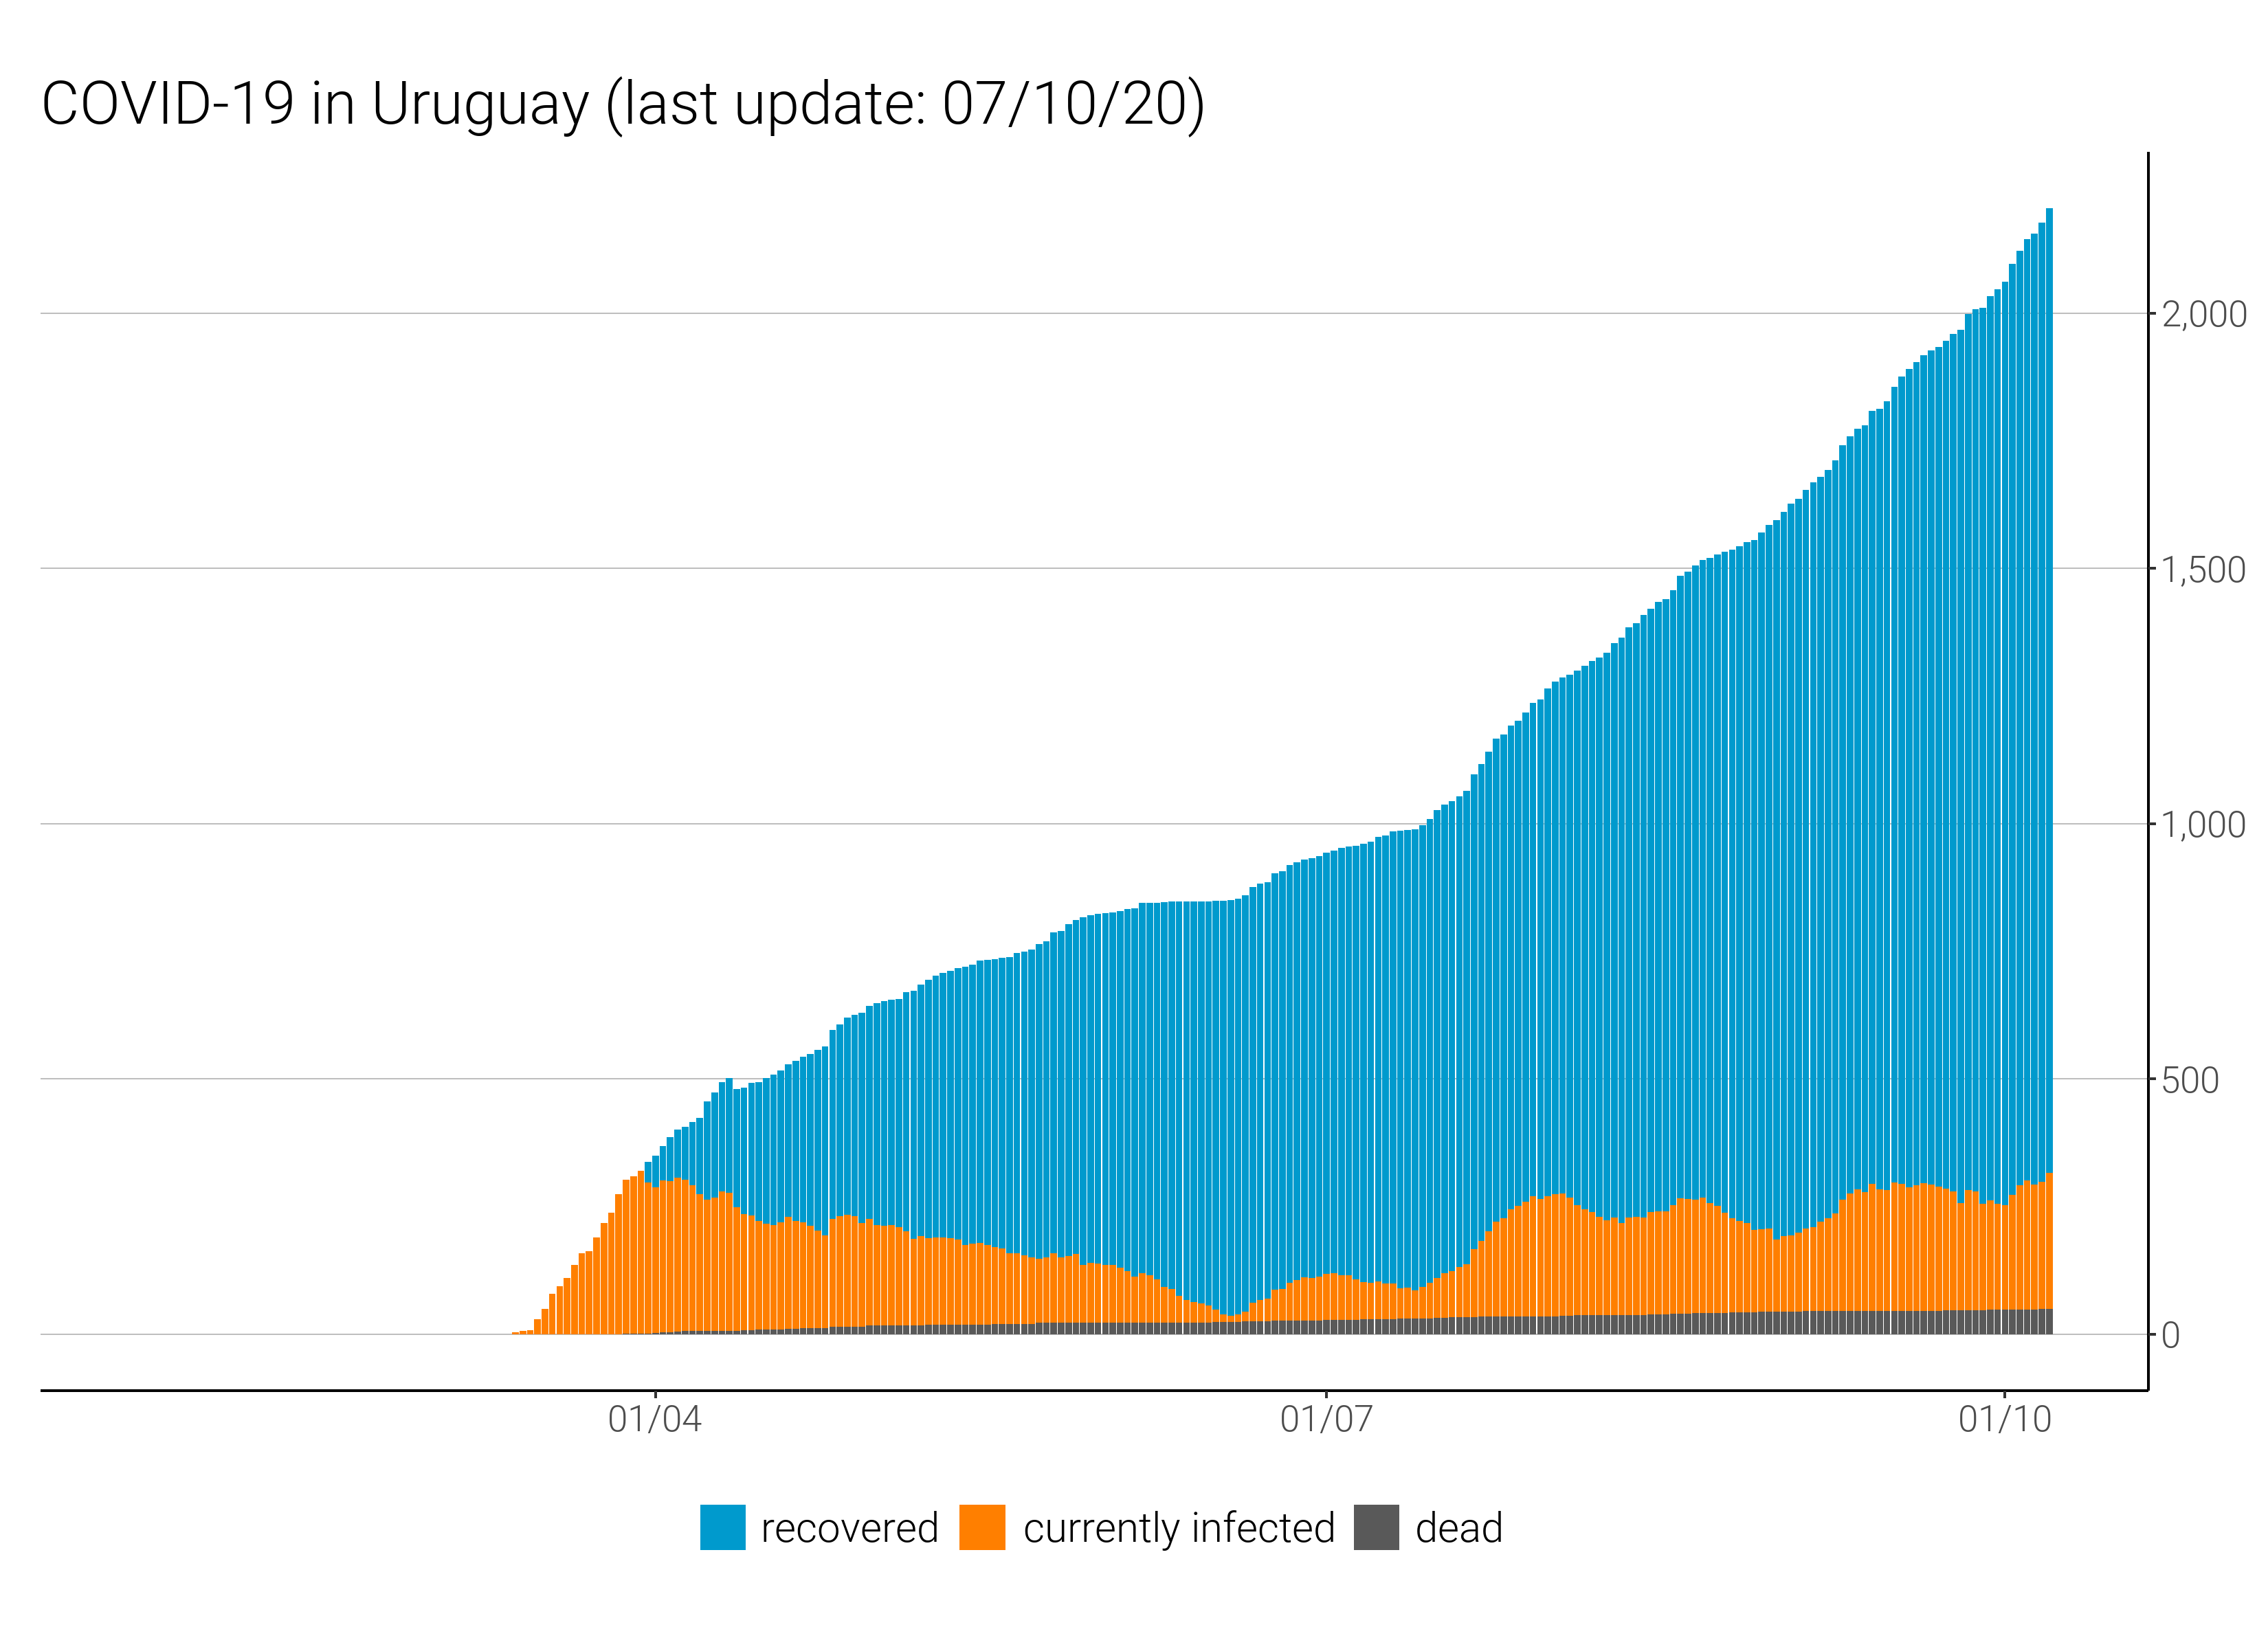 COVID-19 in Uruguay (last update: 07/10/20)
2,000
1,500
1,000
500
0
01/04 01/07 01/10
recovered currently infected dead